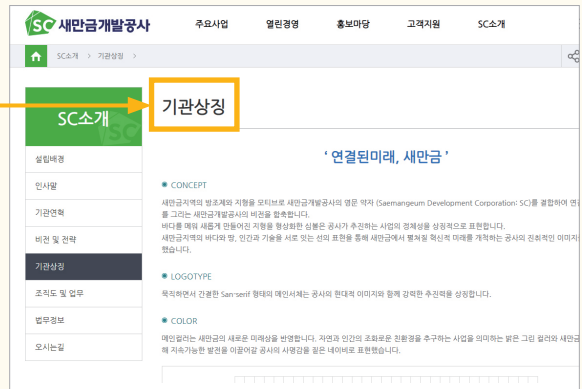 SC 새만금개발공사
주요사업 열린경영 홍보마당 고객지원 SC소개
SC소개 > 기관상징 >
SC소개
SC
설립배경
인사말
기관연혁
비전 및 전략
기관상징
조직도 및 업무
법무정보
오시는길
기관상징
‘ 연결된미래, 새만금 ’
CONCEPT
새만금지역의 방조제와 지형을 모티브로 새만금개발공사의 영문 약자 (Saemangeum Development Corporation: SC)를 결합하여 연결
를 그리는 새만금개발공사의 비전을 함축합니다.
바다를 메워 새롭게 만들어진 지형을 형상화한 심볼은 공사가 추진하는 사업의 정체성을 상징적으로 표현합니다.
새만금지역의 바다와 땅, 인간과 기술을 서로 잇는 선의 표현을 통해 새만금에서 펼쳐질 혁신적 미래를 개척하는 공사의 진취적인 이미지
했습니다.
LOGOTYPE
묵직하면서 간결한 San-serif 형태의 메인서체는 공사의 현대적 이미지와 함께 강력한 추진력을 상징합니다.
COLOR
메인컬러는 새만금의 새로운 미래상을 반영합니다. 자연과 인간의 조화로운 친환경을 추구하는 사업을 의미하는 밝은 그린 컬러와 새만금
해 지속가능한 발전을 이끌어갈 공사의 사명감을 짙은 네이비로 표현했습니다.